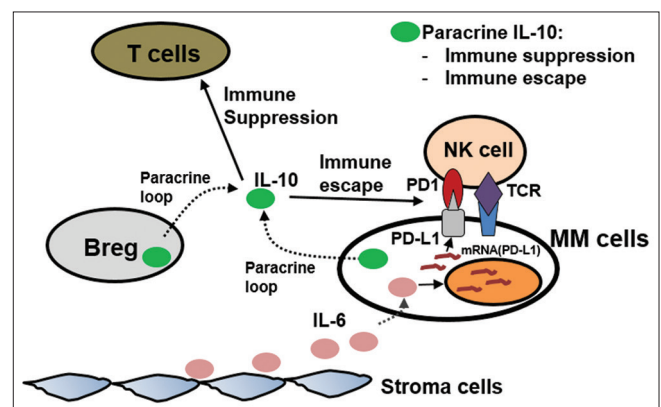 T cells
Paracrine IL-10:
- Immune suppression
- Immune escape
Immune
Suppression
NK cell
Paracrine
loop
IL-10
Immune
escape
PD1
TCR
Breg
PD-L1
mRNA(PD-L1)
MM cells
Paracrine
loop
IL-6
Stroma cells